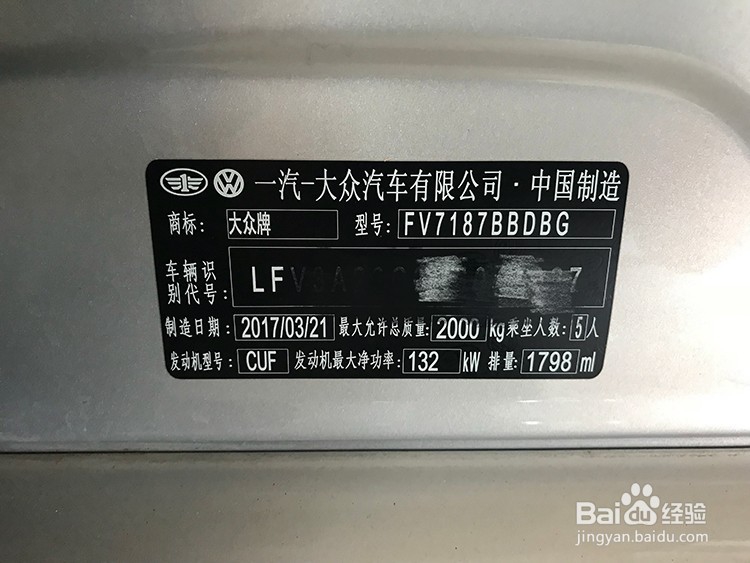 一汽-大众汽车有限公司·中国制造
商标: 大众牌 型号: FV7187BBDBG
车辆识别代号: LFV3A 7
制造日期: 2017/03/21 最大允许总质量: 2000 kg 乘坐人数: 5人
发动机型号: CUF 发动机最大净功率: 132 kW 排量: 1798 ml
Bai du 经验
jingyan.baidu.com